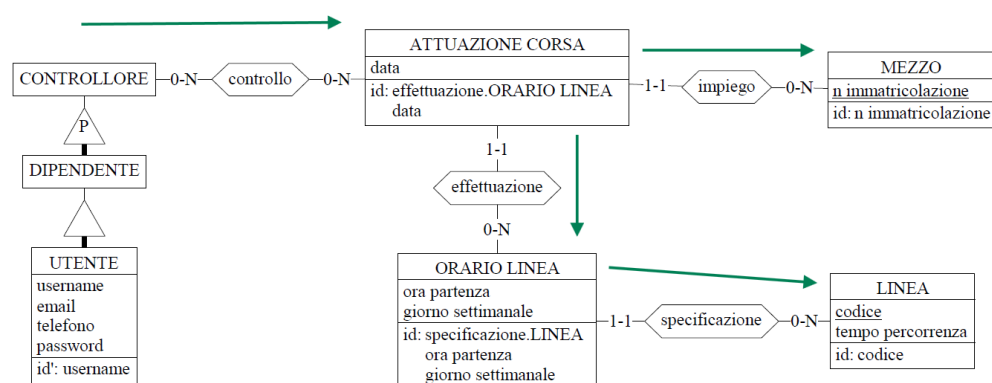 ATTUAZIONE CORSA
data
id: effettuazione.ORARIO LINEA
data
CONTROLLORE
0-N
controllo
0-N
1-1
impiego
0-N
MEZZO
n immatricolazione
id: n immatricolazione
P
DIPENDENTE
1-1
effettuazione
0-N
UTENTE
username
email
telefono
password
id': username
ORARIO LINEA
ora partenza
giorno settimanale
id: specificazione.LINEA
ora partenza
giorno settimanale
1-1
specificazione
0-N
LINEA
codice
tempo percorrenza
id: codice